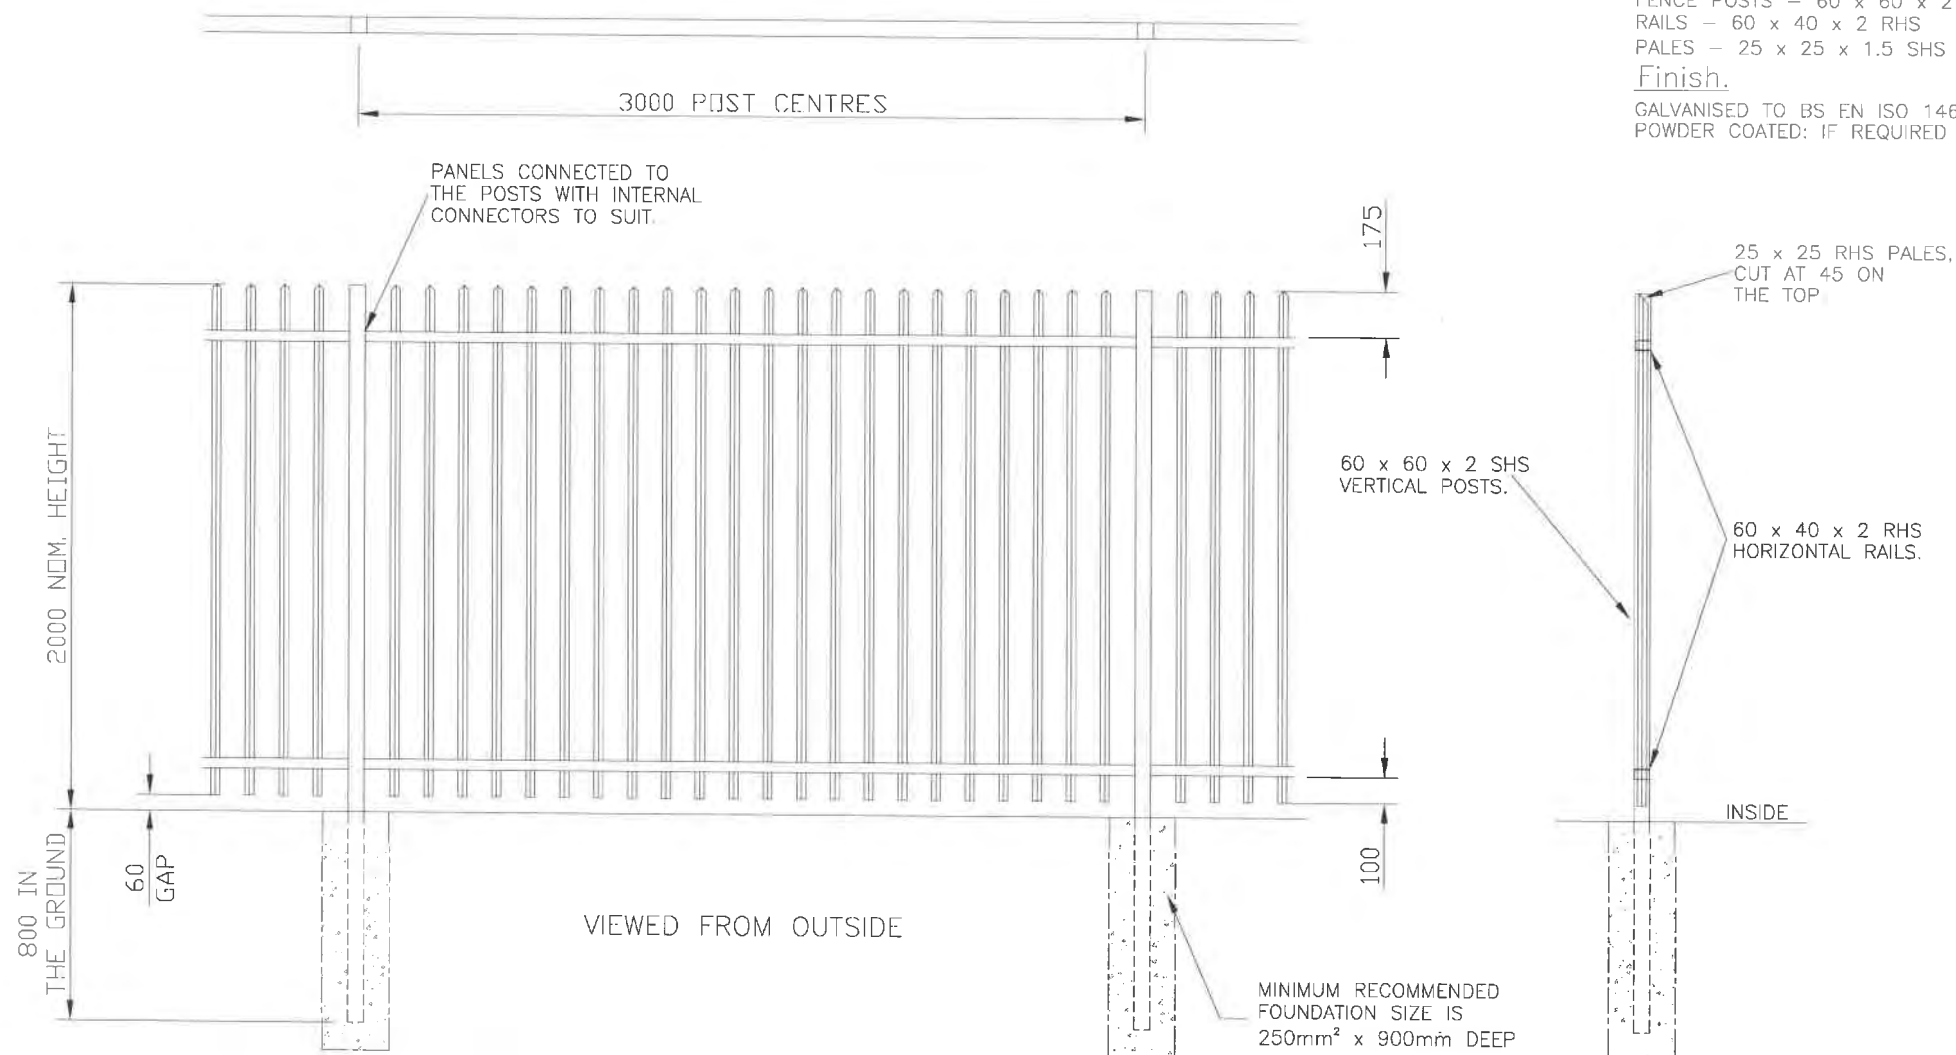 FENCE POSTS – 60 x 60 x 2
RAILS – 60 x 40 x 2 RHS
PALES – 25 x 25 x 1.5 SHS
Finish.
GALVANISED TO BS EN ISO 146
POWDER COATED: IF REQUIRED
3000 POST CENTRES
PANELS CONNECTED TO
THE POSTS WITH INTERNAL
CONNECTORS TO SUIT.
175
25 x 25 RHS PALES,
CUT AT 45 ON
THE TOP
2000 NOM. HEIGHT
60 x 60 x 2 SHS
VERTICAL POSTS.
60 x 40 x 2 RHS
HORIZONTAL RAILS.
INSIDE
800 IN
THE GROUND
60
GAP
100
VIEWED FROM OUTSIDE
MINIMUM RECOMMENDED
FOUNDATION SIZE IS
250mm² x 900mm DEEP